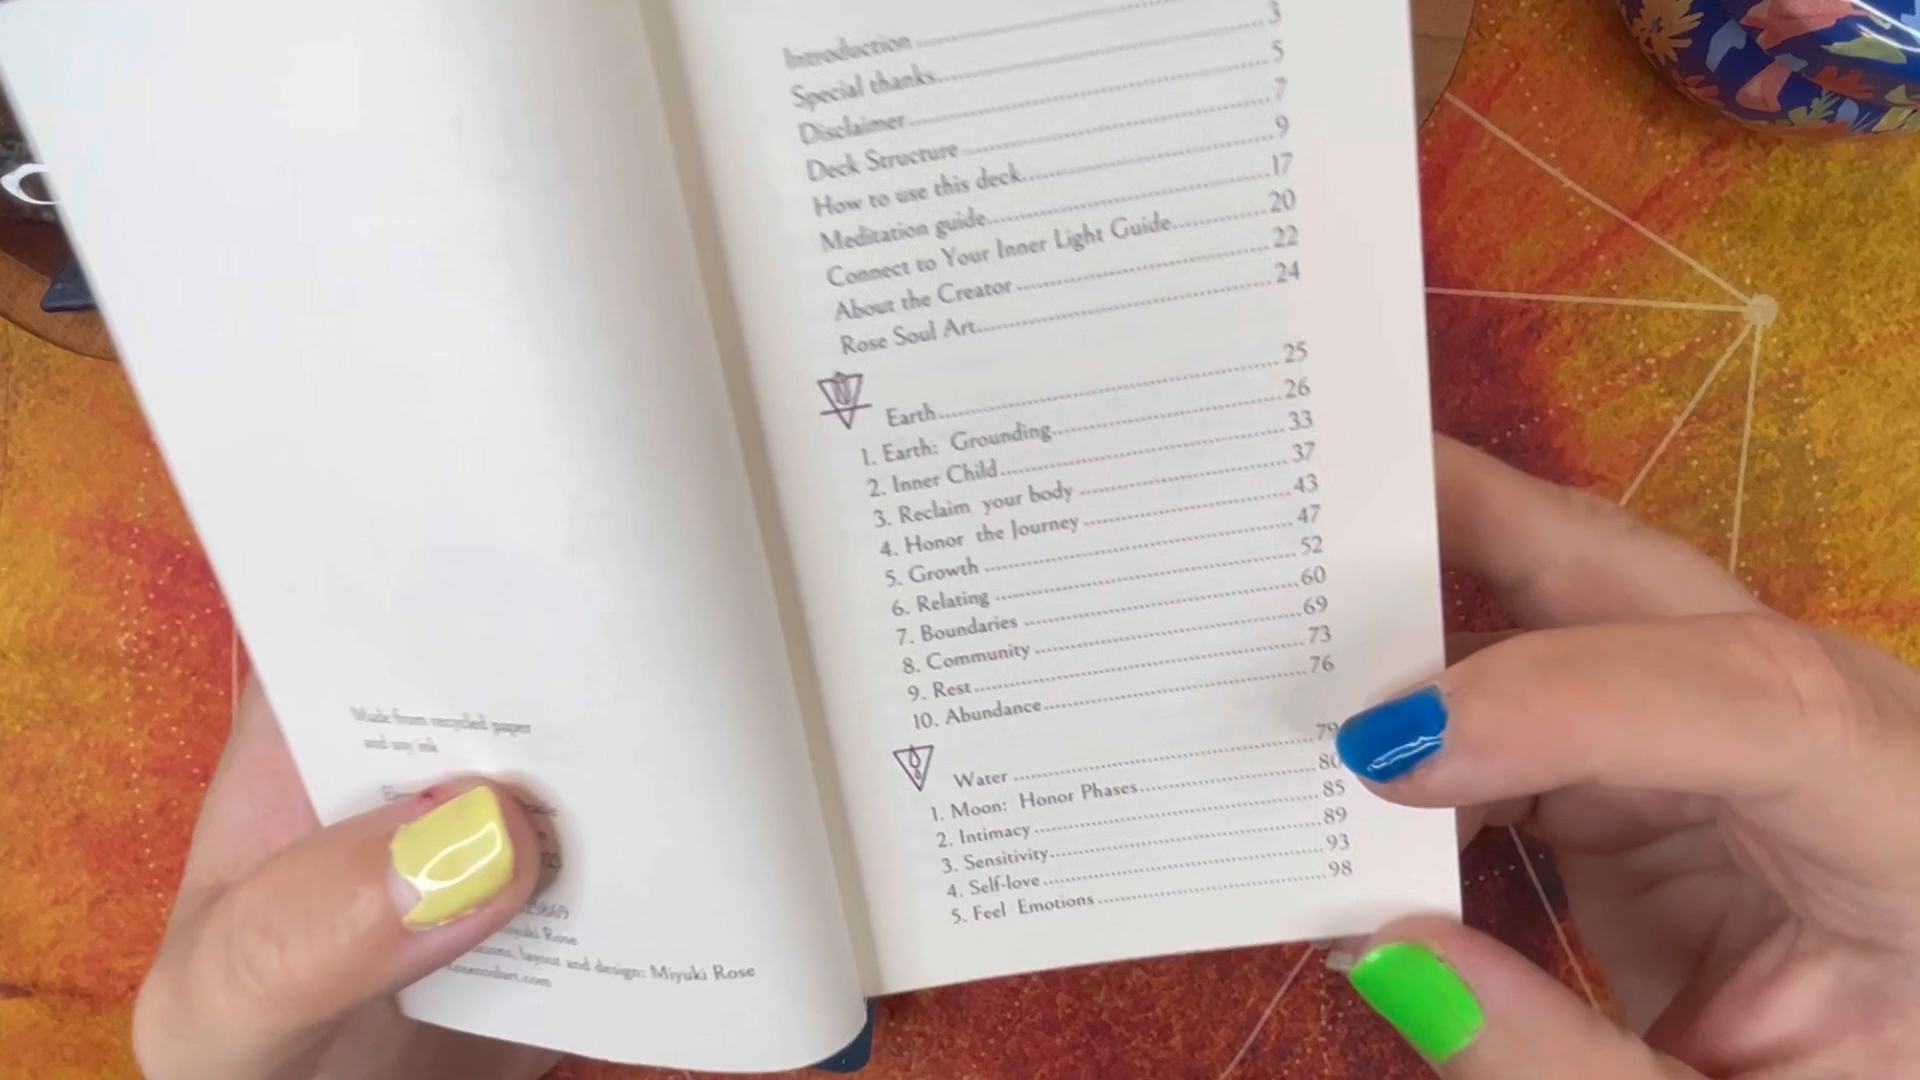 Made from recycled paper
and ink
Rose
layout and design: Miyuki Rose
Introduction
Special thanks 3
Disclaimer 5
Deck Structure 7
How to use this deck 9
Meditation guide 17
Connect to Your Inner Light Guide 20
About the Creator 22
Rose Soul Art 24
Earth 25
1. Earth: Grounding 26
2. Inner Child 33
3. Reclaim your body 37
4. Honor the Journey 43
5. Growth 47
6. Relating 52
7. Boundaries 60
8. Community 69
9. Rest 73
10. Abundance 76
Water 79
1. Moon: Honor Phases 80
2. Intimacy 85
3. Sensitivity 89
4. Self-love 93
5. Feel Emotions 98